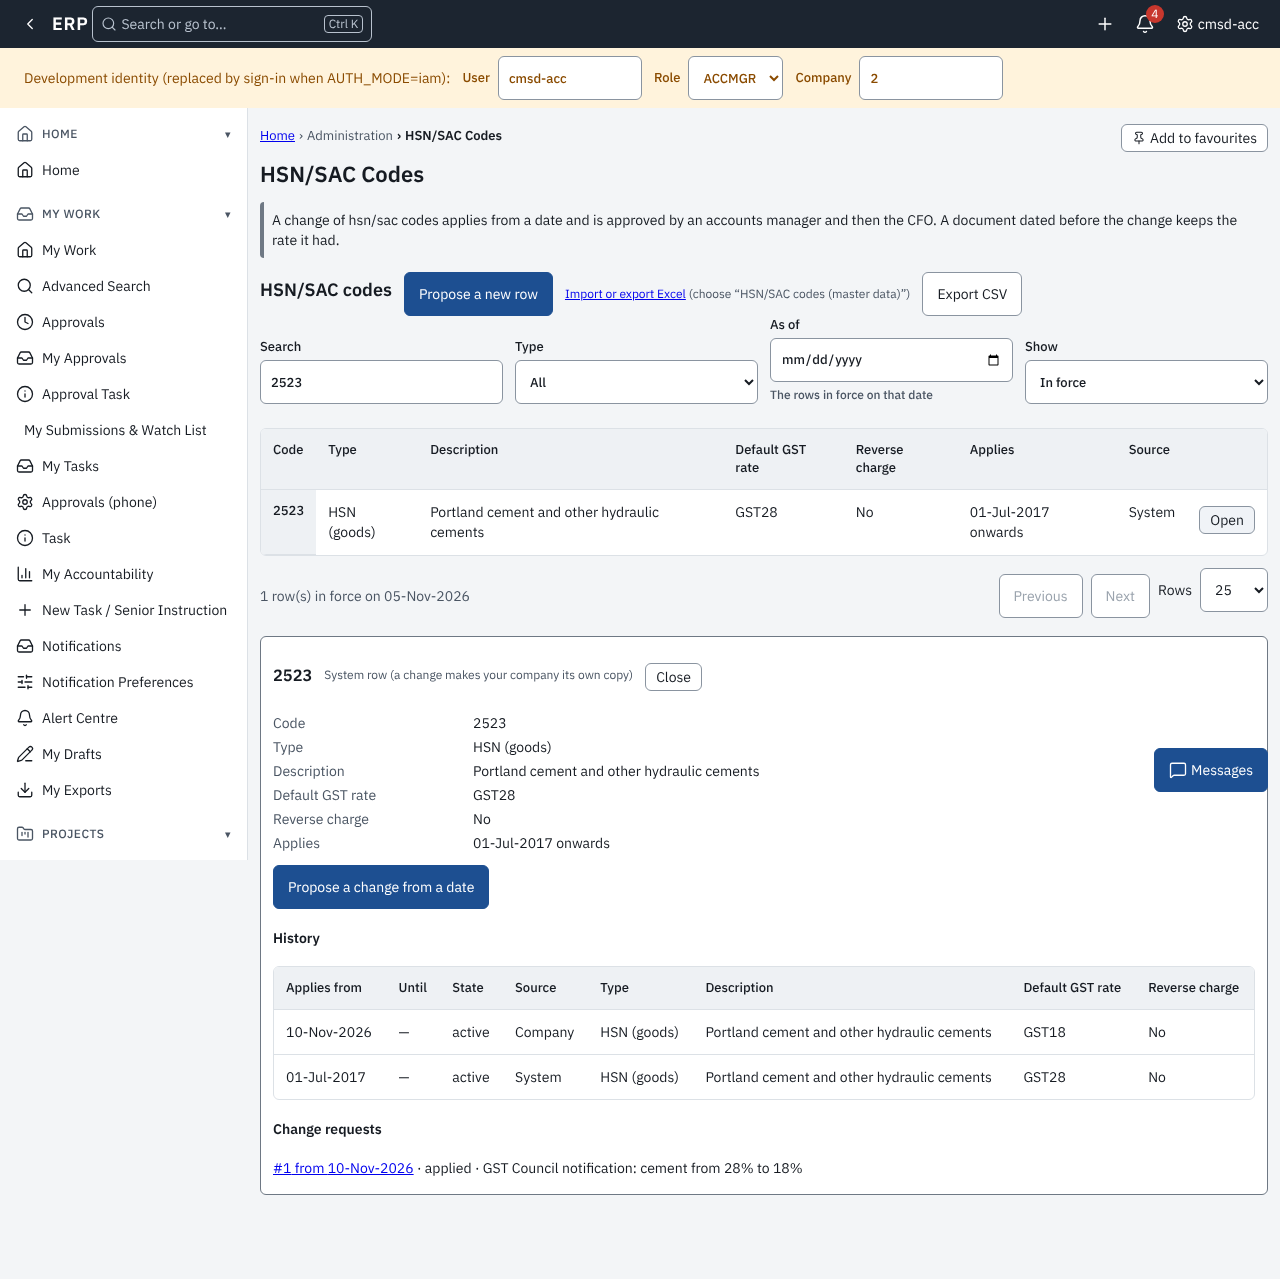 ERP
Search or go to...
Ctrl K
4
cmsd-acc
Development identity (replaced by sign-in when AUTH_MODE=iam):
User
cmsd-acc
Role
ACCMGR
Company
2
HOME
Home
MY WORK
My Work
Advanced Search
Approvals
My Approvals
Approval Task
My Submissions & Watch List
My Tasks
Approvals (phone)
Task
My Accountability
New Task / Senior Instruction
Notifications
Notification Preferences
Alert Centre
My Drafts
My Exports
PROJECTS
Home › Administration › HSN/SAC Codes
Add to favourites
HSN/SAC Codes
A change of hsn/sac codes applies from a date and is approved by an accounts manager and then the CFO. A document dated before the change keeps the
rate it had.
HSN/SAC codes
Propose a new row
Import or export Excel (choose “HSN/SAC codes (master data)”)
Export CSV
Search
2523
Type
All
As of
mm/dd/yyyy
The rows in force on that date
Show
In force
Code Type Description Default GST rate Reverse charge Applies Source
2523 HSN (goods) Portland cement and other hydraulic cements GST28 No 01-Jul-2017 onwards System Open
1 row(s) in force on 05-Nov-2026
Previous
Next
Rows
25
2523 System row (a change makes your company its own copy) Close
Code 2523
Type HSN (goods)
Description Portland cement and other hydraulic cements
Default GST rate GST28
Reverse charge No
Applies 01-Jul-2017 onwards
Messages
Propose a change from a date
History
Applies from Until State Source Type Description Default GST rate Reverse charge
10-Nov-2026 — active Company HSN (goods) Portland cement and other hydraulic cements GST18 No
01-Jul-2017 — active System HSN (goods) Portland cement and other hydraulic cements GST28 No
Change requests
#1 from 10-Nov-2026 · applied · GST Council notification: cement from 28% to 18%